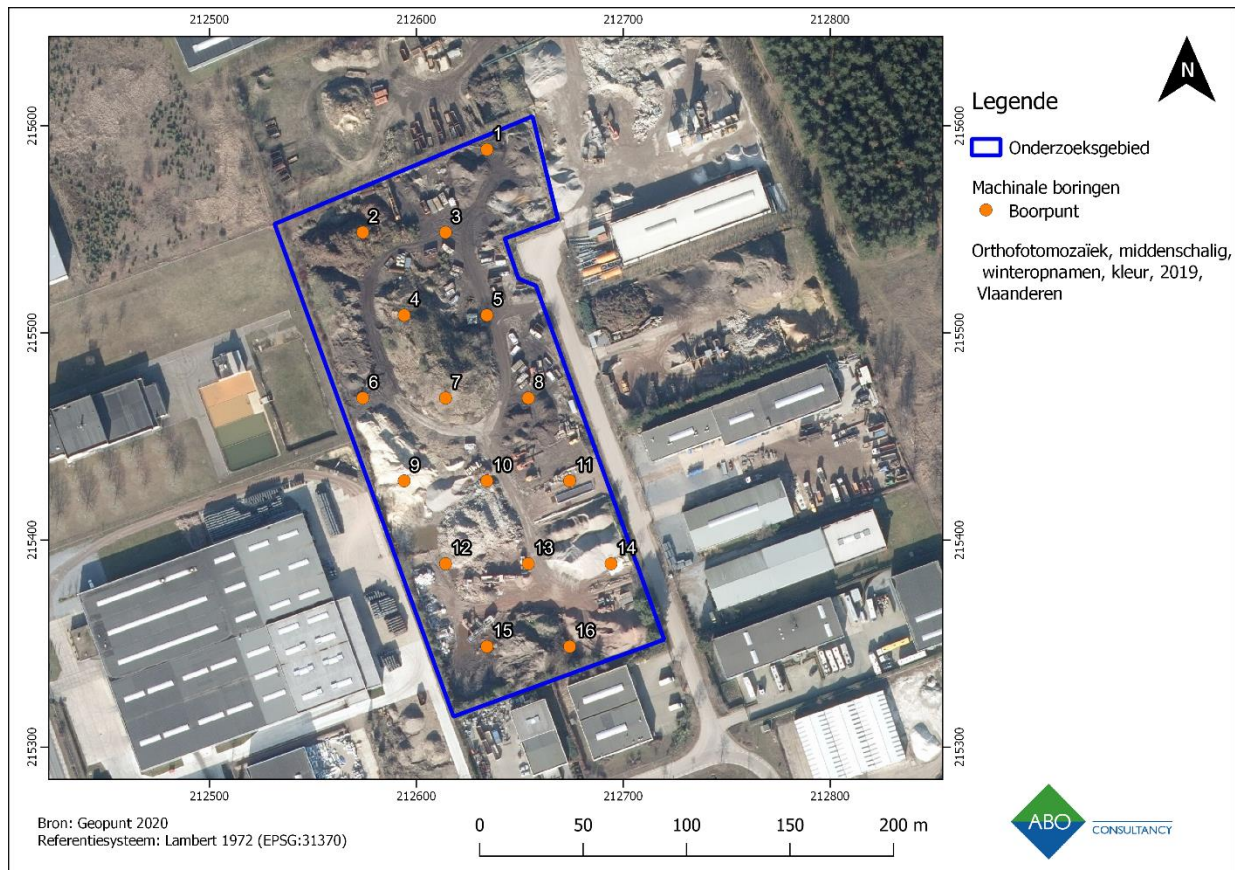 212500 212600 212700 212800
N
Legende
215600 215600
Onderzoeksgebied
Machinale boringen
Boorpunt
Orthofotomozaïek, middenschalig,
winteropnamen, kleur, 2019,
Vlaanderen
1
2 3
4 5
215500 215500
6 7 8
9 10 11
215400 215400
12 13 14
15 16
215300 215300
212500 212600 212700 212800
Bron: Geopunt 2020
Referentiesysteem: Lambert 1972 (EPSG:31370)
0 50 100 150 200 m
ABO CONSULTANCY